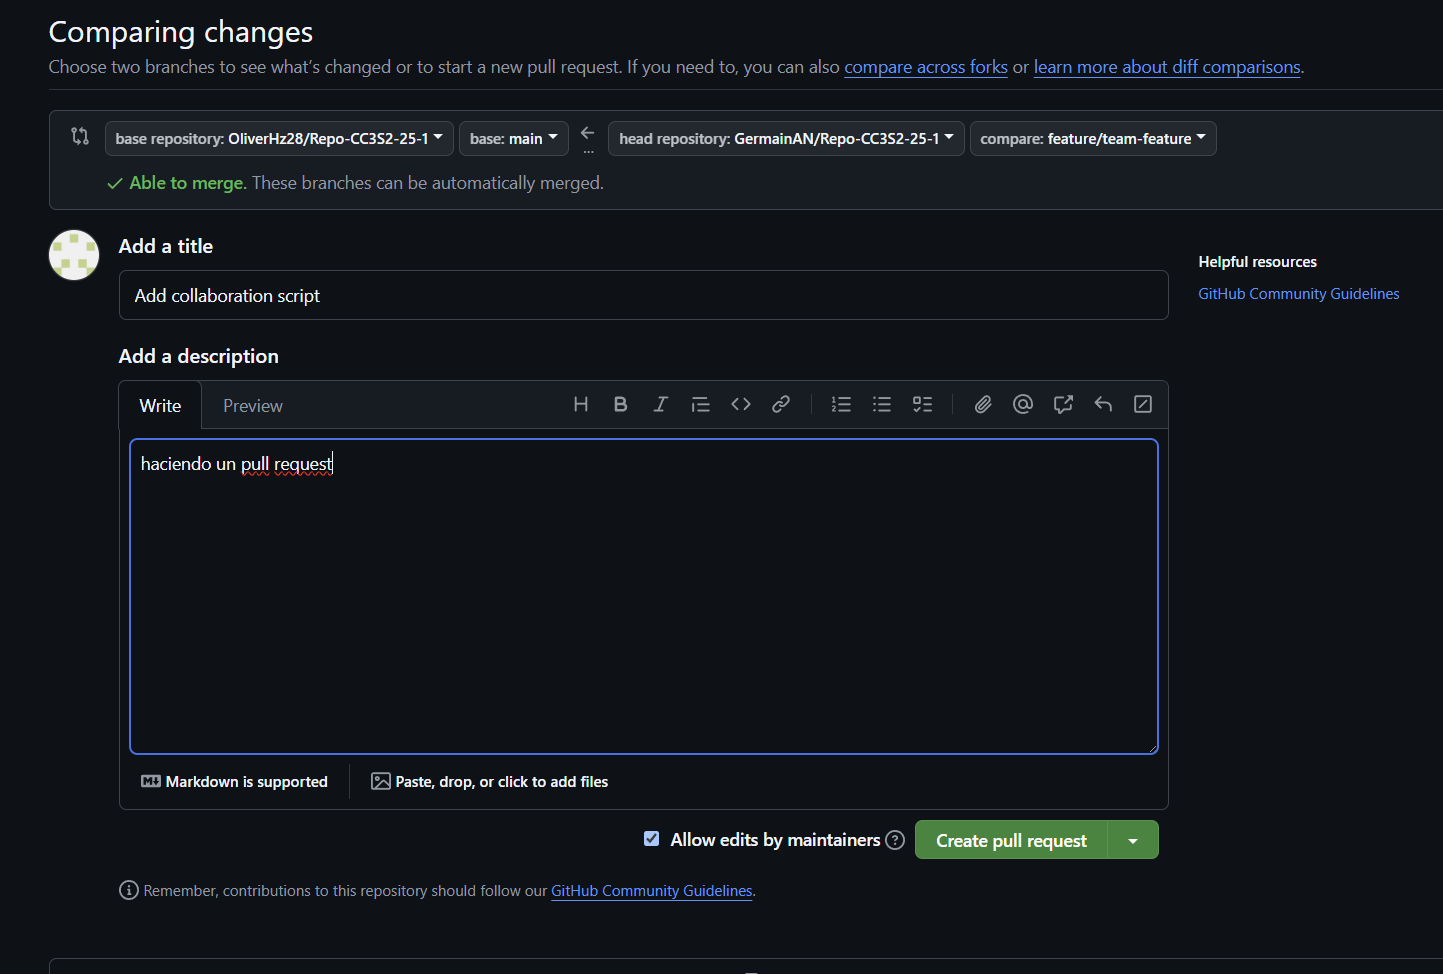 Comparing changes
Choose two branches to see what's changed or to start a new pull request. If you need to, you can also compare across forks or learn more about diff comparisons.
base repository: OliverHz28/Repo-CC3S2-25-1 base: main ... head repository: GermainAN/Repo-CC3S2-25-1 compare: feature/team-feature
Able to merge. These branches can be automatically merged.
Add a title
Add collaboration script
Helpful resources
GitHub Community Guidelines
Add a description
Write Preview
haciendo un pull request
Markdown is supported Paste, drop, or click to add files
Allow edits by maintainers Create pull request
Remember, contributions to this repository should follow our GitHub Community Guidelines.